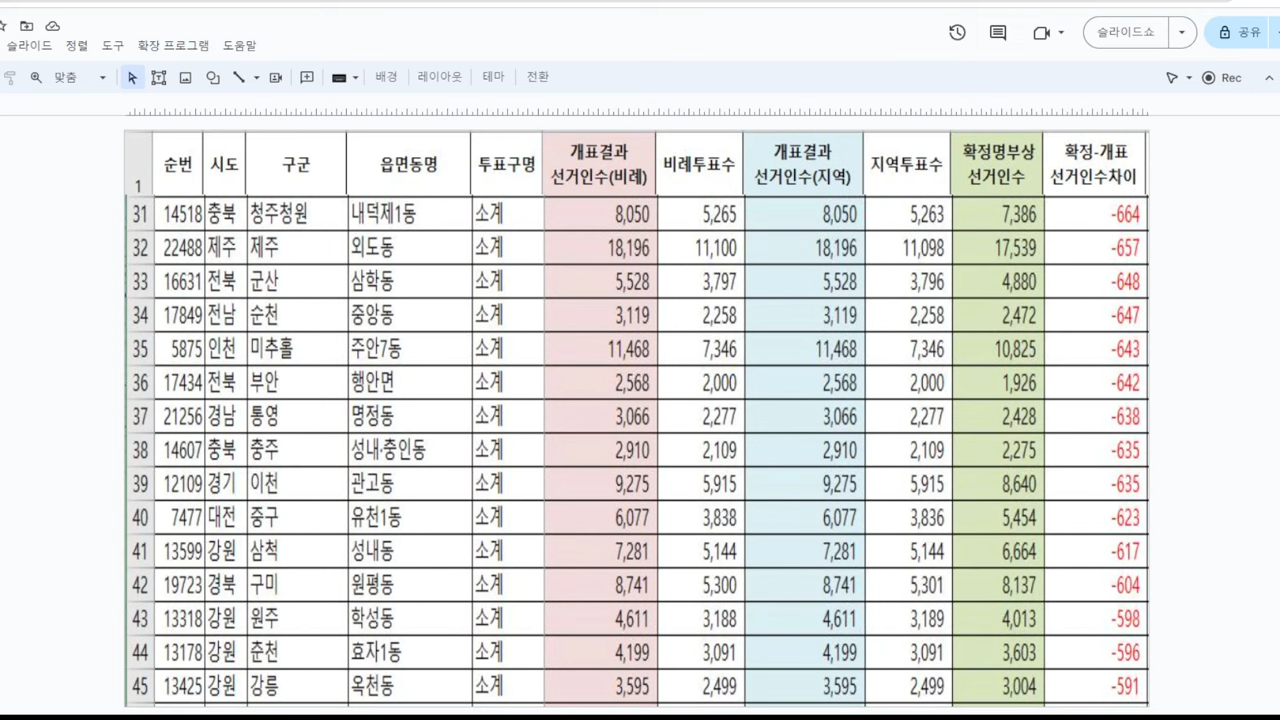 슬라이드 정렬 도구 확장 프로그램 도움말
슬라이드쇼 공유
맞춤 배경 레이아웃 테마 전환 Rec
1 순번 시도 구군 읍면동명 투표구명 개표결과 선거인수(비례) 비례투표수 개표결과 선거인수(지역) 지역투표수 확정명부상 선거인수 확정-개표 선거인수차이
31 14518 충북 청주청원 내덕제1동 소계 8,050 5,265 8,050 5,263 7,386 -664
32 22488 제주 제주 외도동 소계 18,196 11,100 18,196 11,098 17,539 -657
33 16631 전북 군산 삼학동 소계 5,528 3,797 5,528 3,796 4,880 -648
34 17849 전남 순천 중앙동 소계 3,119 2,258 3,119 2,258 2,472 -647
35 5875 인천 미추홀 주안7동 소계 11,468 7,346 11,468 7,346 10,825 -643
36 17434 전북 부안 행안면 소계 2,568 2,000 2,568 2,000 1,926 -642
37 21256 경남 통영 명정동 소계 3,066 2,277 3,066 2,277 2,428 -638
38 14607 충북 충주 성내·충인동 소계 2,910 2,109 2,910 2,109 2,275 -635
39 12109 경기 이천 관고동 소계 9,275 5,915 9,275 5,915 8,640 -635
40 7477 대전 중구 유천1동 소계 6,077 3,838 6,077 3,836 5,454 -623
41 13599 강원 삼척 성내동 소계 7,281 5,144 7,281 5,144 6,664 -617
42 19723 경북 구미 원평동 소계 8,741 5,300 8,741 5,301 8,137 -604
43 13318 강원 원주 학성동 소계 4,611 3,188 4,611 3,189 4,013 -598
44 13178 강원 춘천 효자1동 소계 4,199 3,091 4,199 3,091 3,603 -596
45 13425 강원 강릉 옥천동 소계 3,595 2,499 3,595 2,499 3,004 -591